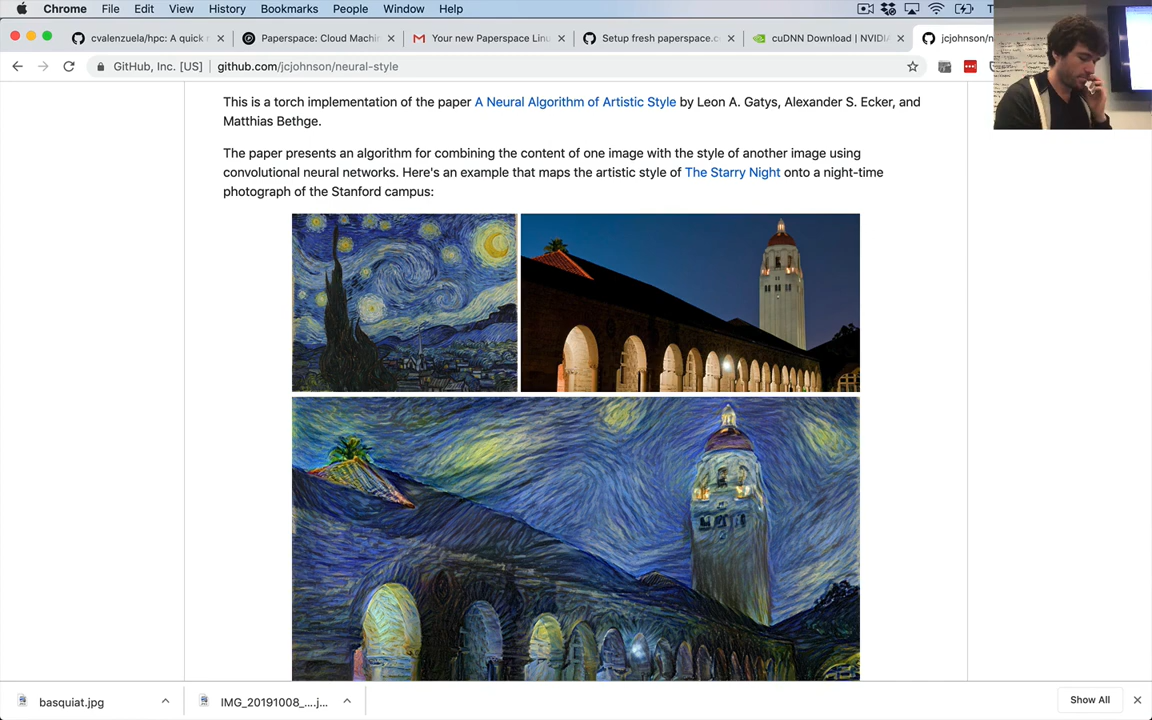 Chrome File Edit View History Bookmarks People Window Help
cvalenzuela/hpc: A quick r
Paperspace: Cloud Machin
Your new Paperspace Linu
Setup fresh paperspace.c
cuDNN Download | NVIDIA
jcjohnson/n
GitHub, Inc. [US] github.com/jcjohnson/neural-style
This is a torch implementation of the paper A Neural Algorithm of Artistic Style by Leon A. Gatys, Alexander S. Ecker, and
Matthias Bethge.
The paper presents an algorithm for combining the content of one image with the style of another image using
convolutional neural networks. Here's an example that maps the artistic style of The Starry Night onto a night-time
photograph of the Stanford campus:
basquiat.jpg
IMG_20191008_....j...
Show All